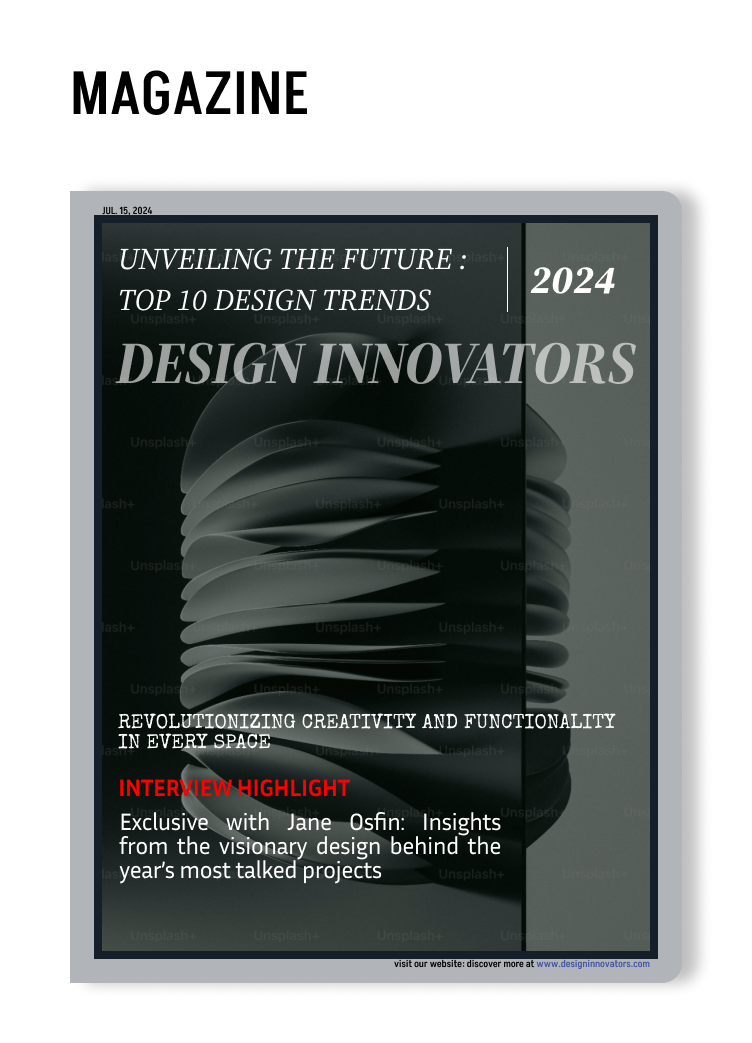 MAGAZINE
JUL. 15, 2024
UNVEILING THE FUTURE :
TOP 10 DESIGN TRENDS
2024
DESIGN INNOVATORS
REVOLUTIONIZING CREATIVITY AND FUNCTIONALITY
IN EVERY SPACE
INTERVIEW HIGHLIGHT
Exclusive with Jane Osfin: Insights
from the visionary design behind the
year's most talked projects
visit our website: discover more at www.designinnovators.com